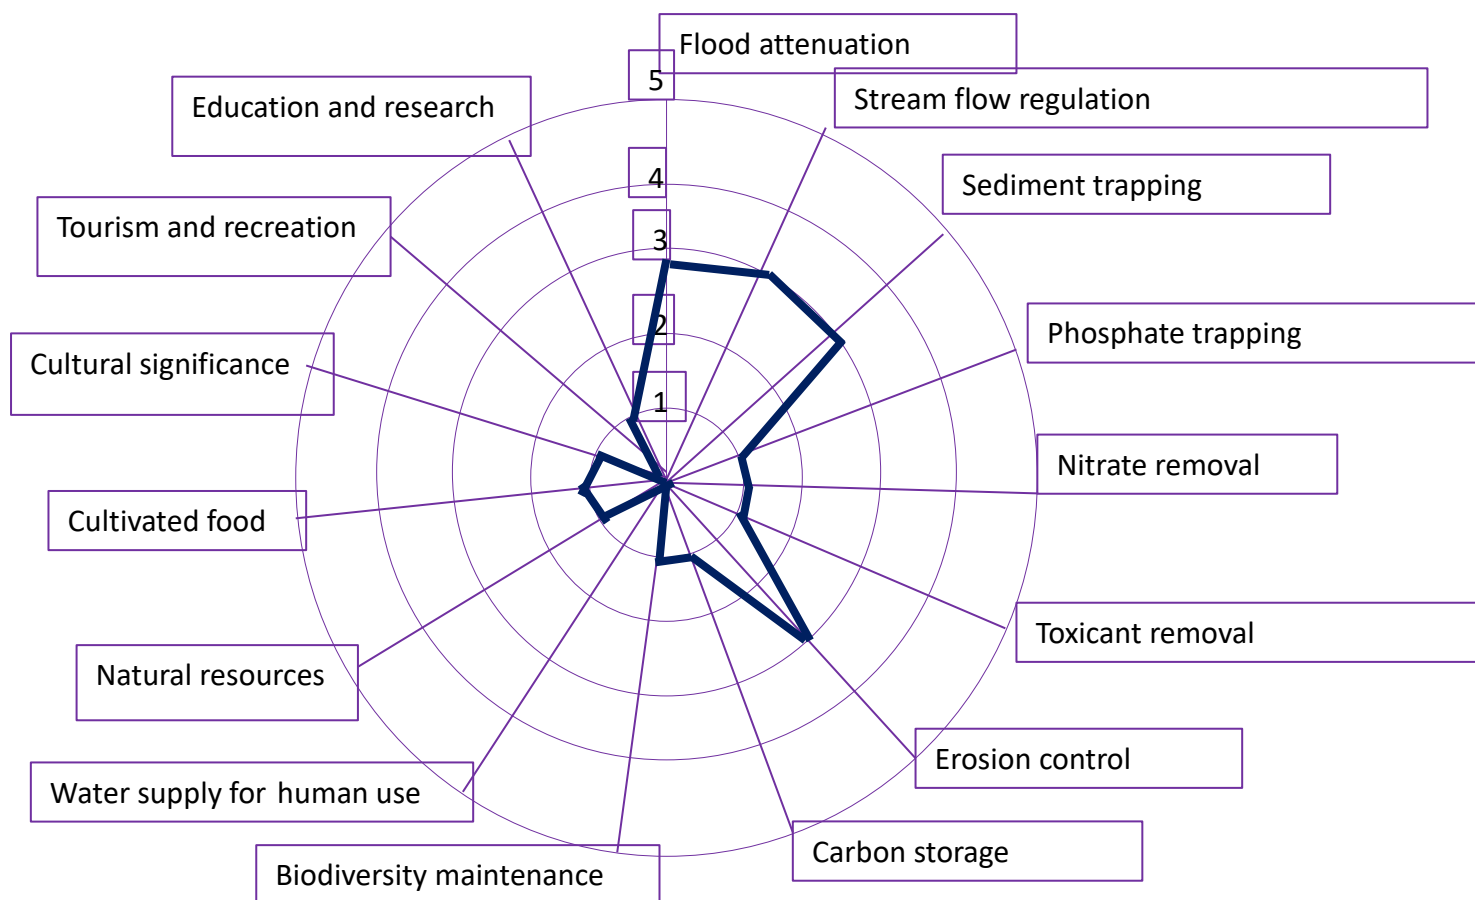 Flood attenuation
5
Stream flow regulation
Education and research
4
Sediment trapping
Tourism and recreation
3
2
Phosphate trapping
Cultural significance
1
Nitrate removal
Cultivated food
Toxicant removal
Natural resources
Erosion control
Water supply for human use
Carbon storage
Biodiversity maintenance